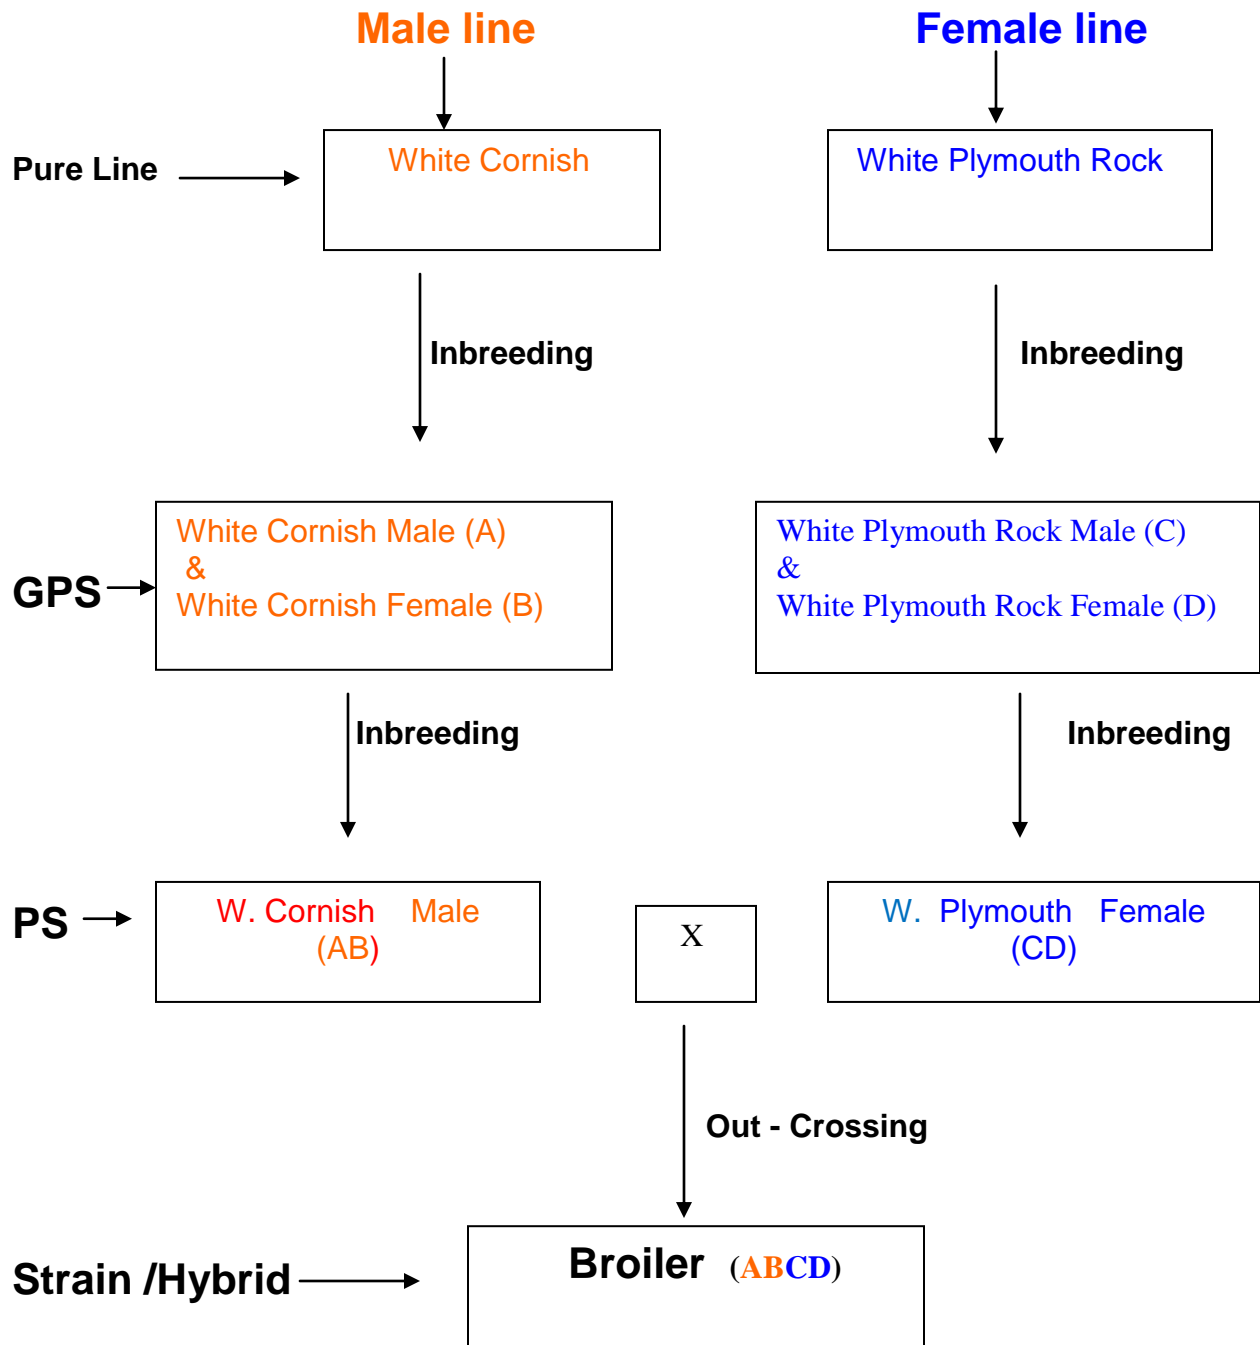 Male line
Female line
Pure Line
White Cornish
White Plymouth Rock
Inbreeding
Inbreeding
GPS
White Cornish Male (A)
&
White Cornish Female (B)
White Plymouth Rock Male (C)
&
White Plymouth Rock Female (D)
Inbreeding
Inbreeding
PS
W. Cornish Male
(AB)
X
W. Plymouth Female
(CD)
Out - Crossing
Strain /Hybrid
Broiler (ABCD)